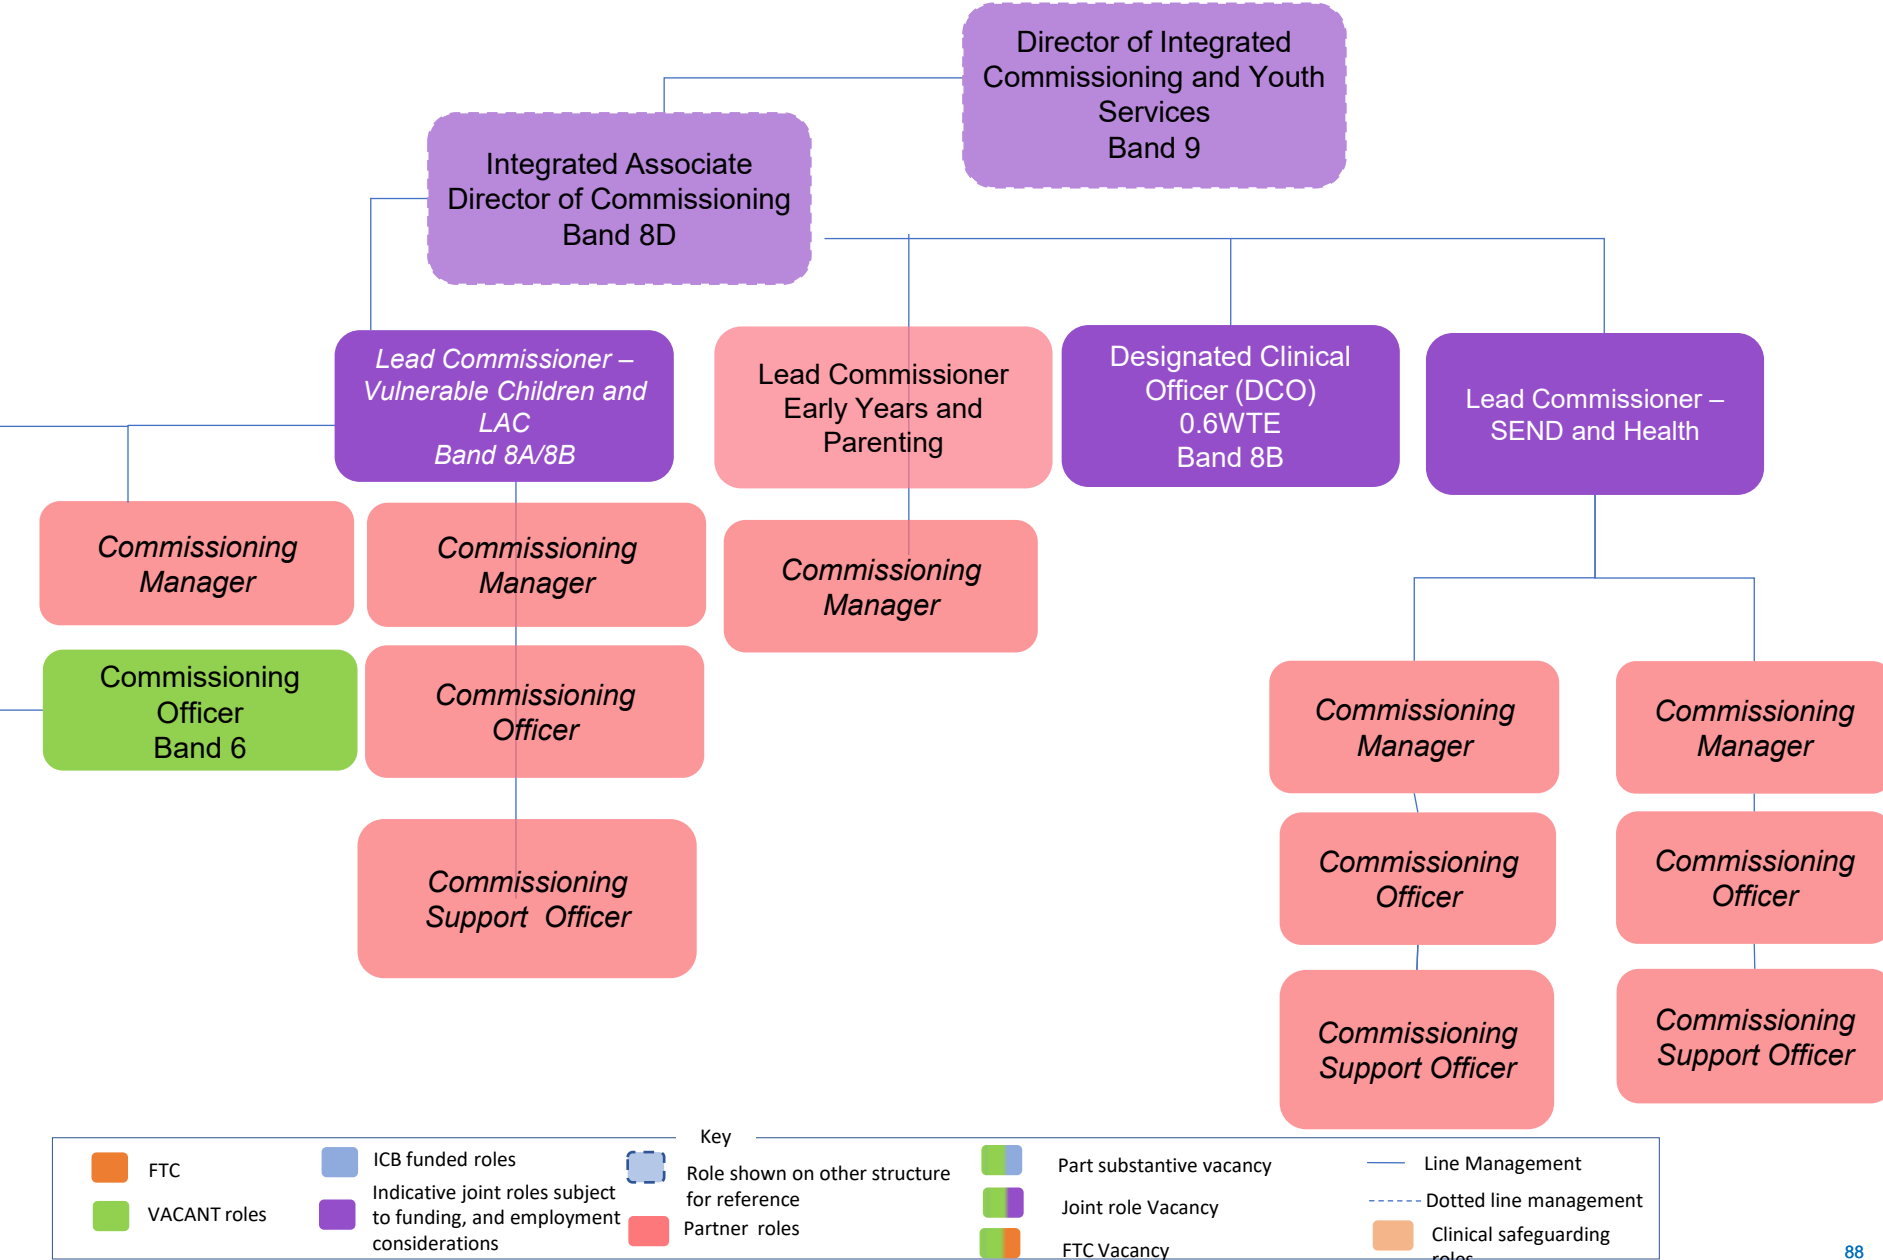 Director of Integrated
Commissioning and Youth
Services
Band 9
Integrated Associate
Director of Commissioning
Band 8D
Lead Commissioner –
Vulnerable Children and
LAC
Band 8A/8B
Lead Commissioner
Early Years and
Parenting
Designated Clinical
Officer (DCO)
0.6WTE
Band 8B
Lead Commissioner –
SEND and Health
Commissioning
Manager
Commissioning
Manager
Commissioning
Manager
Commissioning
Officer
Band 6
Commissioning
Officer
Commissioning
Manager
Commissioning
Manager
Commissioning
Support Officer
Commissioning
Officer
Commissioning
Officer
Commissioning
Support Officer
Commissioning
Support Officer
Key
FTC
VACANT roles
ICB funded roles
Indicative joint roles subject
to funding, and employment
considerations
Role shown on other structure
for reference
Partner roles
Part substantive vacancy
Joint role Vacancy
FTC Vacancy
Line Management
Dotted line management
Clinical safeguarding
roles
88